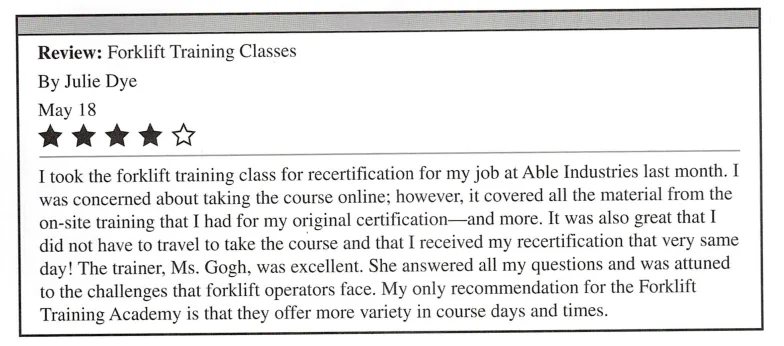 Review: Forklift Training Classes
By Julie Dye
May 18
I took the forklift training class for recertification for my job at Able Industries last month. I
was concerned about taking the course online; however, it covered all the material from the
on-site training that I had for my original certification—and more. It was also great that I
did not have to travel to take the course and that I received my recertification that very same
day! The trainer, Ms. Gogh, was excellent. She answered all my questions and was attuned
to the challenges that forklift operators face. My only recommendation for the Forklift
Training Academy is that they offer more variety in course days and times.